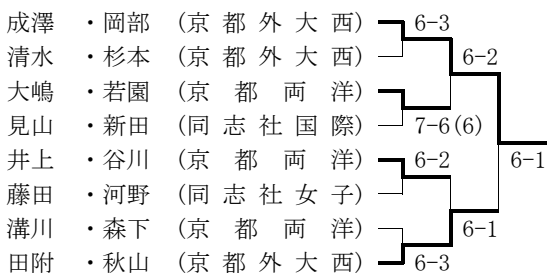 成澤 ・岡部 (京 都 外 大 西) 6-3
清水 ・杉本 (京 都 外 大 西) 6-2
大嶋 ・若園 (京 都 両 洋)
見山 ・新田 (同 志 社 国 際) 7-6(6)
6-1
井上 ・谷川 (京 都 両 洋) 6-2
藤田 ・河野 (同 志 社 女 子)
溝川 ・森下 (京 都 両 洋) 6-1
田附 ・秋山 (京 都 外 大 西) 6-3